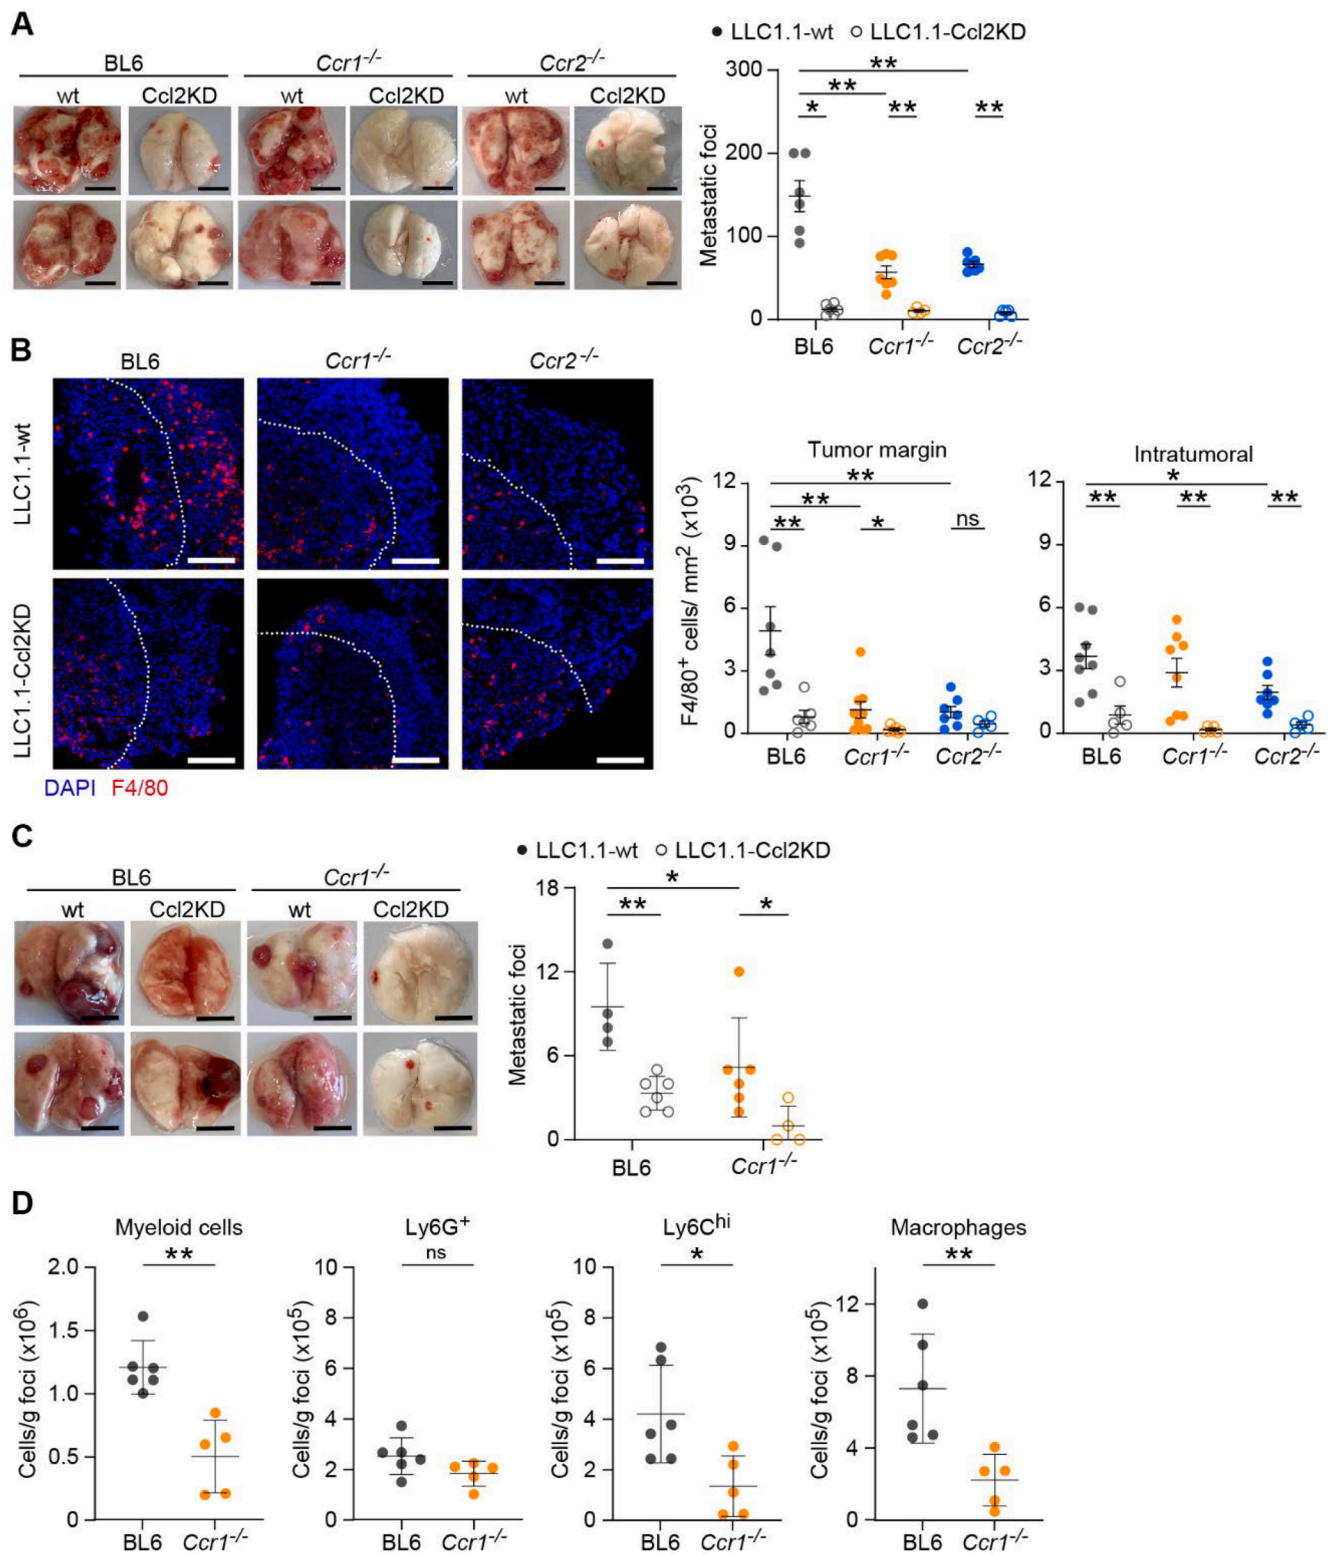 A
BL6 Ccr1-/- Ccr2-/-
wt Ccl2KD wt Ccl2KD wt Ccl2KD
● LLC1.1-wt ○ LLC1.1-Ccl2KD
Metastatic foci
300
200
100
0
** ** * ** **
BL6 Ccr1-/- Ccr2-/-
B
BL6 Ccr1-/- Ccr2-/-
LLC1.1-wt
LLC1.1-Ccl2KD
DAPI F4/80
F4/80+ cells/ mm2 (x103)
Tumor margin
12
9
6
3
0
** ** ** * ns
BL6 Ccr1-/- Ccr2-/-
Intratumoral
12
9
6
3
0
* ** ** **
BL6 Ccr1-/- Ccr2-/-
C
BL6 Ccr1-/-
wt Ccl2KD wt Ccl2KD
● LLC1.1-wt ○ LLC1.1-Ccl2KD
Metastatic foci
18
12
6
0
* ** *
BL6 Ccr1-/-
D
Myeloid cells
**
Cells/g foci (x106)
2.0
1.5
1.0
0.5
0
BL6 Ccr1-/-
Ly6G+
ns
Cells/g foci (x105)
10
8
6
4
2
0
BL6 Ccr1-/-
Ly6Chi
*
Cells/g foci (x105)
10
8
6
4
2
0
BL6 Ccr1-/-
Macrophages
**
Cells/g foci (x105)
12
8
4
0
BL6 Ccr1-/-